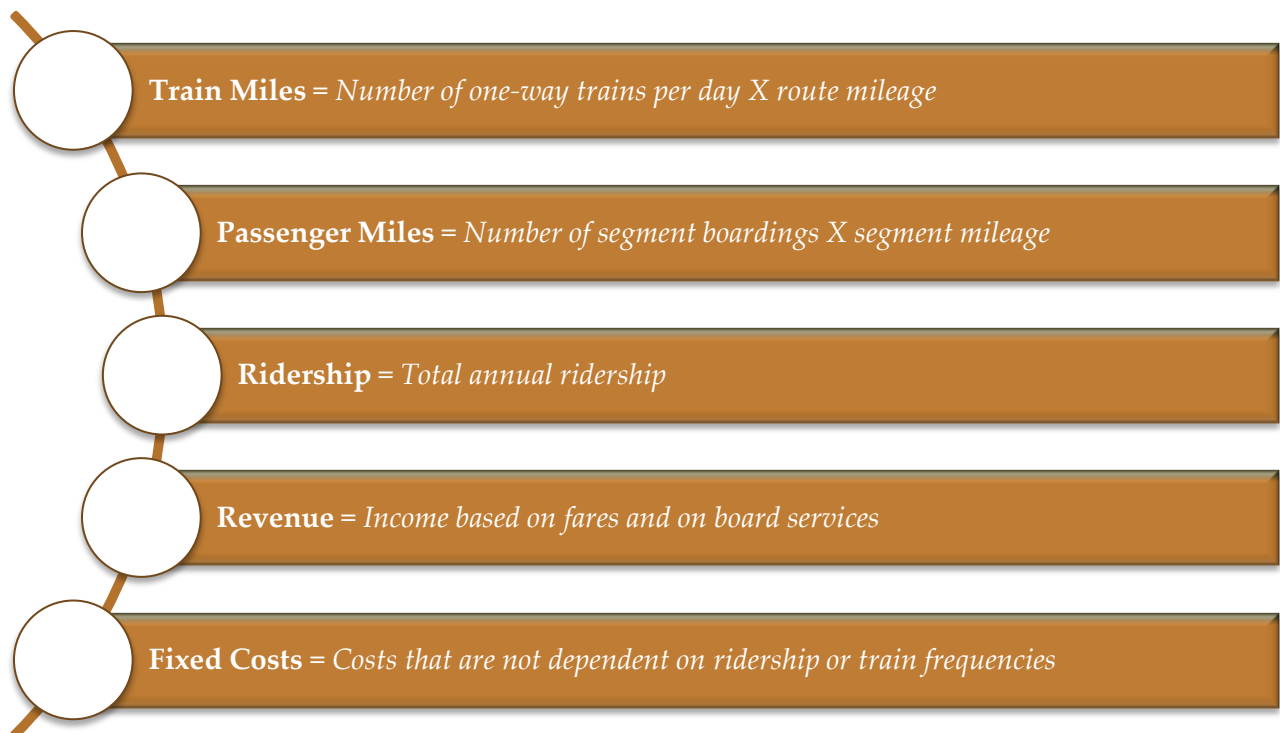 Train Miles = Number of one-way trains per day X route mileage
Passenger Miles = Number of segment boardings X segment mileage
Ridership = Total annual ridership
Revenue = Income based on fares and on board services
Fixed Costs = Costs that are not dependent on ridership or train frequencies